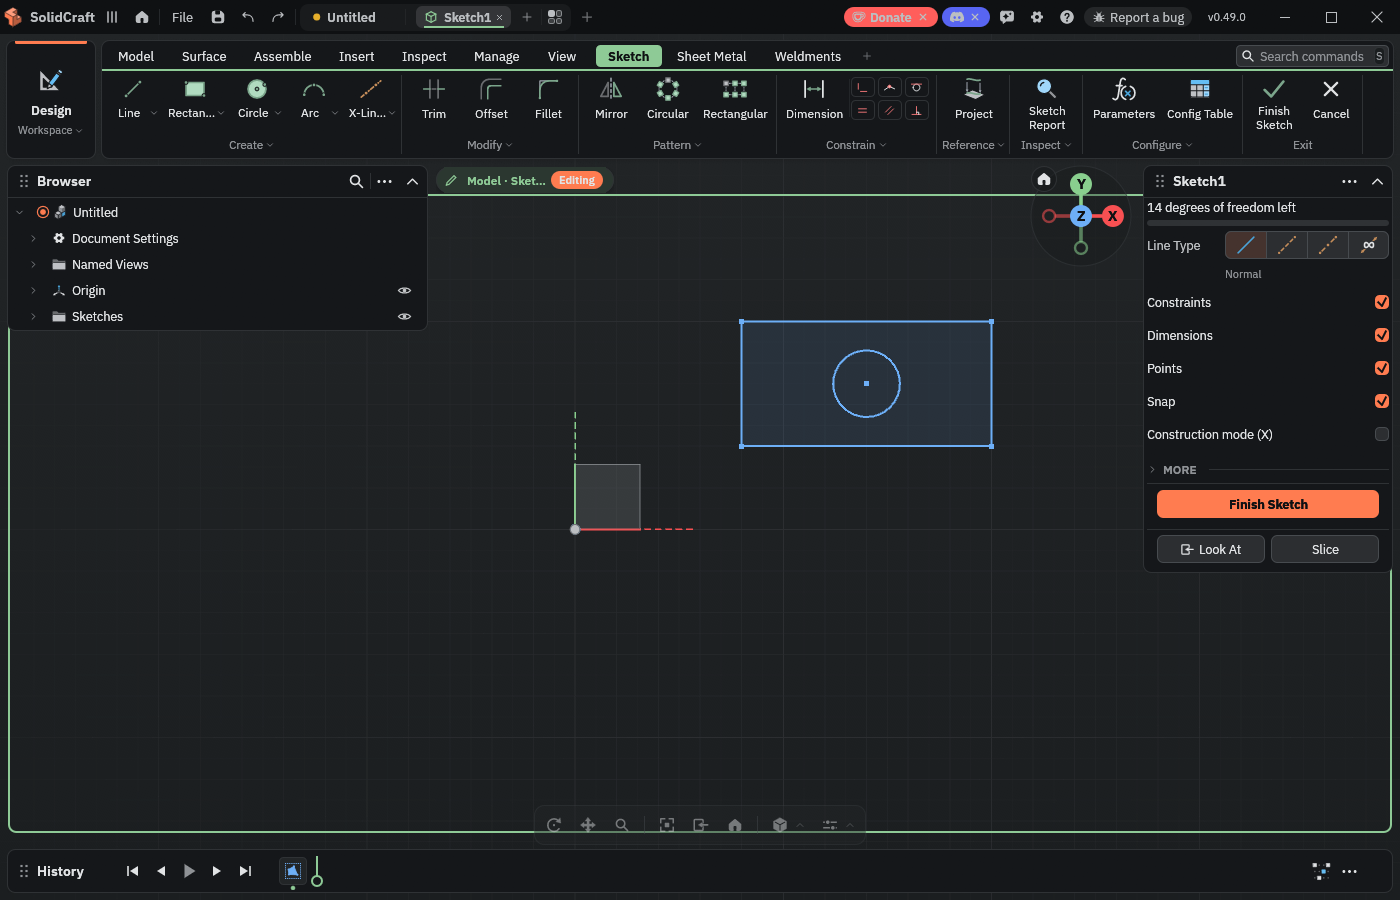 SolidCraft
File
Untitled
Sketch1
Donate
Report a bug
v0.49.0
Design
Workspace
Model
Surface
Assemble
Insert
Inspect
Manage
View
Sketch
Sheet Metal
Weldments
Search commands
S
Line
Rectan...
Circle
Arc
X-Lin...
Create
Trim
Offset
Fillet
Modify
Mirror
Circular
Rectangular
Pattern
Dimension
Constrain
Project
Reference
Sketch
Report
Inspect
Parameters
Config Table
Configure
Finish
Sketch
Cancel
Exit
Browser
Untitled
Document Settings
Named Views
Origin
Sketches
Model · Sket...
Editing
Y
Z
X
Sketch1
14 degrees of freedom left
Line Type
Normal
Constraints
Dimensions
Points
Snap
Construction mode (X)
MORE
Finish Sketch
Look At
Slice
History